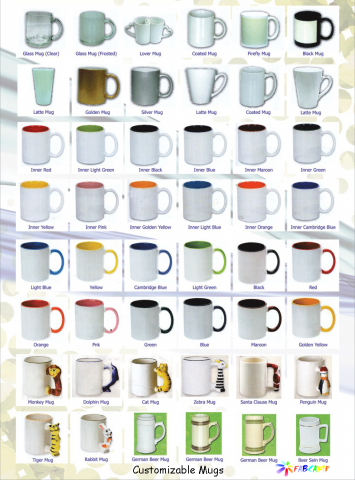 Glass Mug (Clear) Glass Mug (Frosted) Lover Mug Coated Mug Firefly Mug Black Mug
Latte Mug Golden Mug Silver Mug Latte Mug Coated Mug Latte Mug
Inner Red Inner Light Green Inner Black Inner Blue Inner Maroon Inner Green
Inner Yellow Inner Pink Inner Golden Yellow Inner Light Blue Inner Orange Inner Cambridge Blue
Light Blue Yellow Cambridge Blue Light Green Black Red
Orange Pink Green Blue Maroon Golden Yellow
Monkey Mug Dolphin Mug Cat Mug Zebra Mug Santa Clause Mug Penguin Mug
Tiger Mug Rabbit Mug German Beer Mug German Beer Mug German Beer Mug Beer Sein Mug
Customizable Mugs